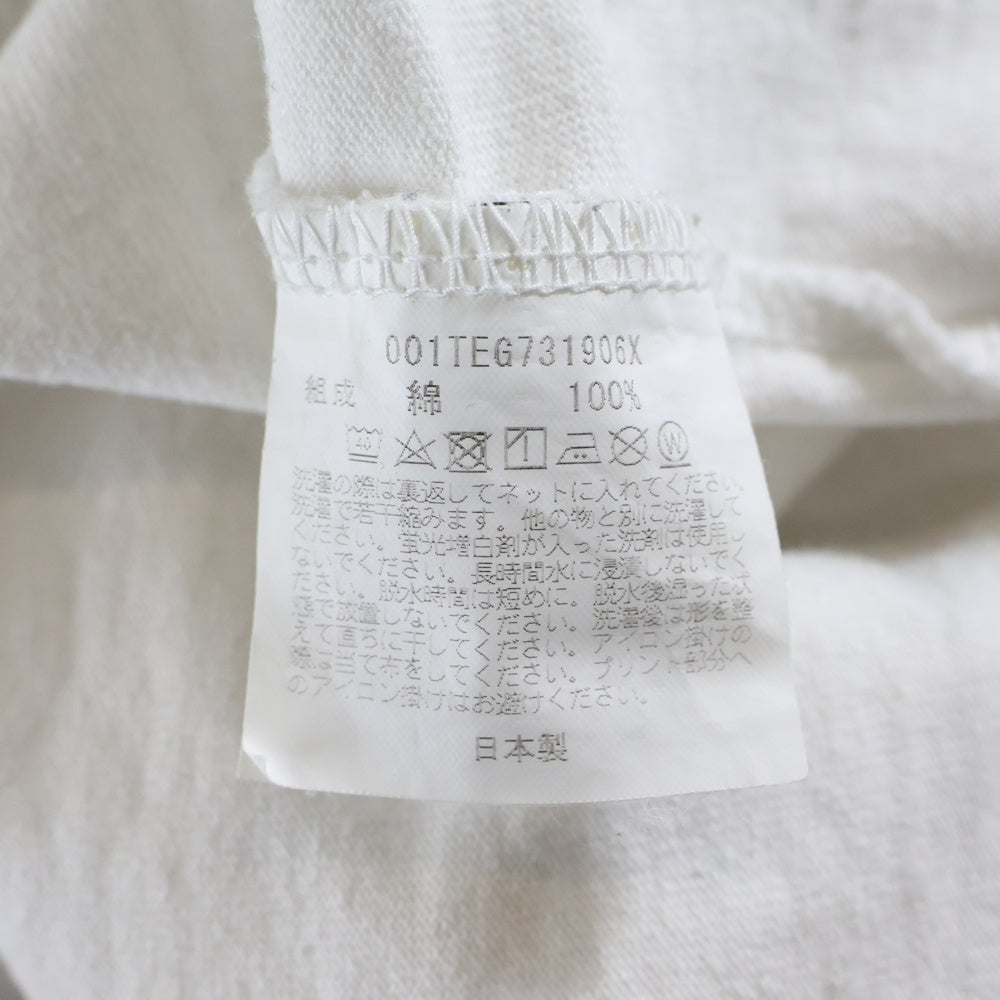 001TEG731906X
組成 綿 100%
40 W
洗濯の際は裏返してネットに入れてください。
洗濯で若干縮みます。他の物と別に洗濯して
ください。蛍光増白剤が入った洗剤は使用し
ないでください。長時間水に浸漬しないでく
ださい。脱水時間は短めに。脱水後湿った状
態で放置しないでください。洗濯後は形を整
えて直ちに干してください。アイロン掛けの
際は当て布をしてください。プリント部分へ
のアイロン掛けはお避けください。
日本製